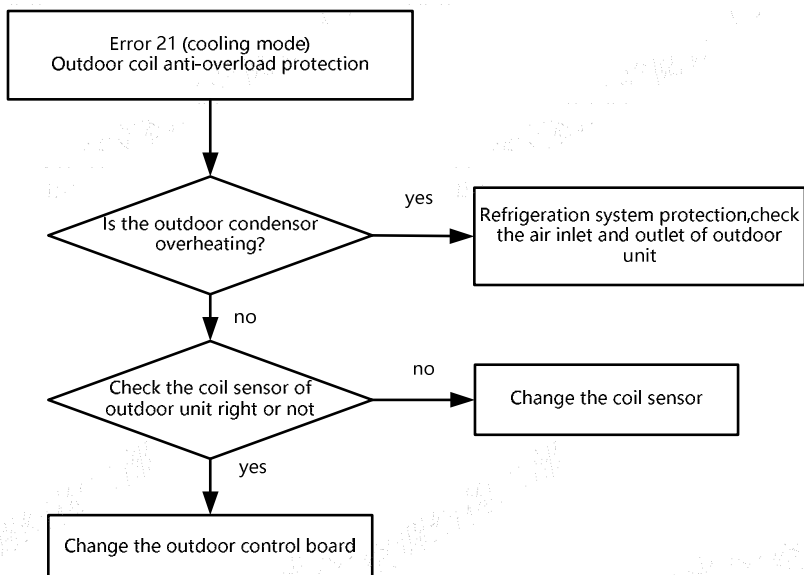 Error 21 (cooling mode)
Outdoor coil anti-overload protection
Is the outdoor condensor
overheating?
yes
Refrigeration system protection,check
the air inlet and outlet of outdoor
unit
no
Check the coil sensor of
outdoor unit right or not
no
Change the coil sensor
yes
Change the outdoor control board